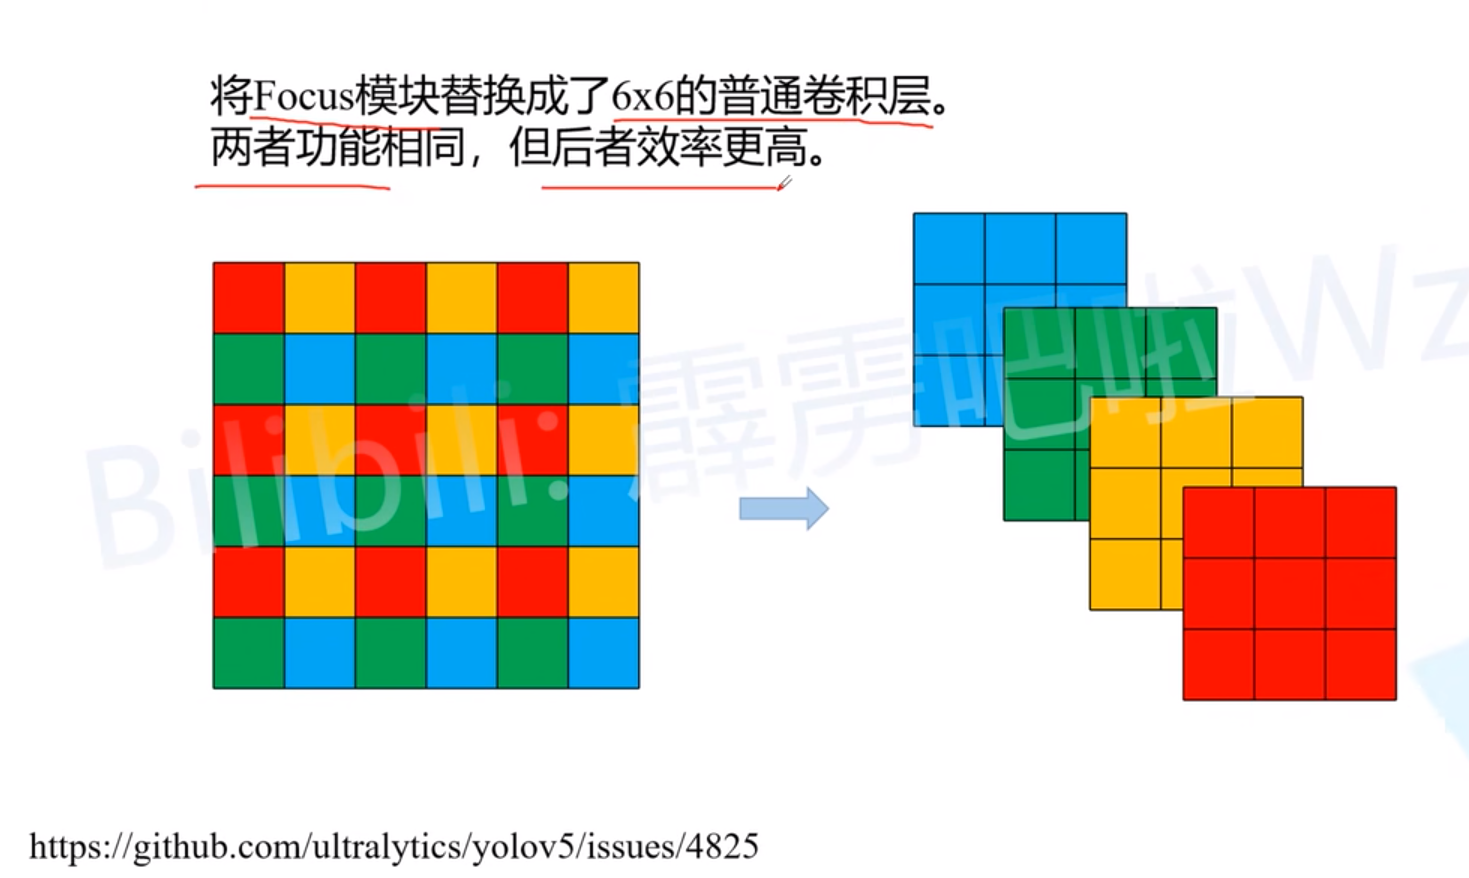 将Focus模块替换成了6x6的普通卷积层。
两者功能相同，但后者效率更高。
Bilibili: 霹雳吧啦Wz
https://github.com/ultralytics/yolov5/issues/4825